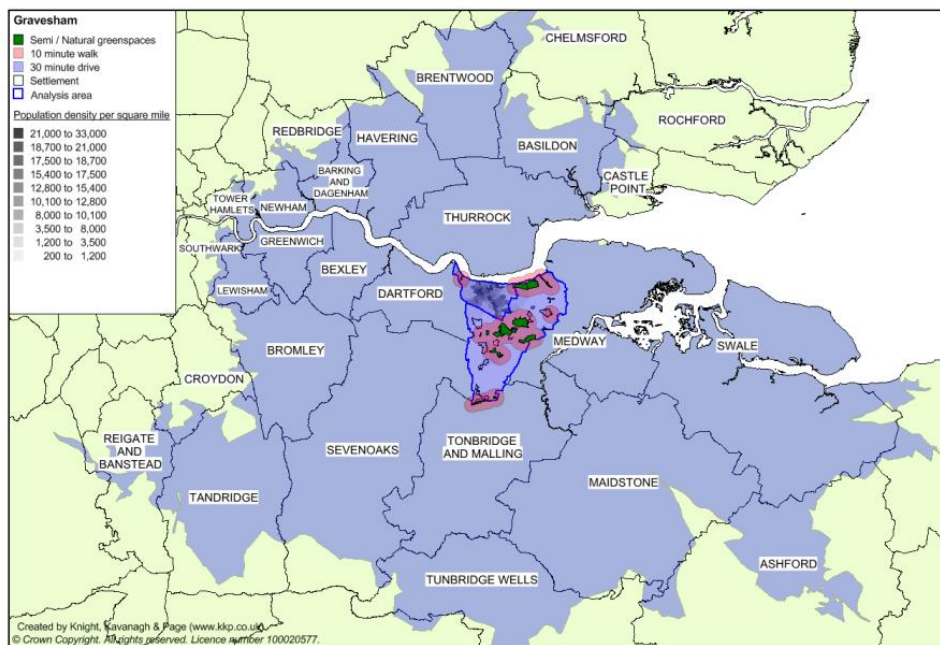 Gravesham
Semi / Natural greenspaces
10 minute walk
30 minute drive
Settlement
Analysis area
Population density per square mile
21,000 to 33,000
18,700 to 21,000
17,500 to 18,700
15,400 to 17,500
12,800 to 15,400
10,100 to 12,800
8,000 to 10,100
3,500 to 8,000
1,200 to 3,500
200 to 1,200
CHELMSFORD
BRENTWOOD
ROCHFORD
REDBRIDGE
HAVERING
BASILDON
BARKING
AND
DAGENHAM
CASTLE
POINT
TOWER
HAMLETS
NEWHAM
THURROCK
SOUTHWARK
GREENWICH
BEXLEY
LEWISHAM
DARTFORD
MEDWAY
SWALE
BROMLEY
CROYDON
REIGATE
AND
BANSTEAD
SEVENOAKS
TONBRIDGE
AND MALLING
MAIDSTONE
TANDRIDGE
ASHFORD
TUNBRIDGE WELLS
Created by Knight, Kavanagh & Page (www.kkp.co.uk).
© Crown Copyright. All rights reserved. Licence number 100020577.